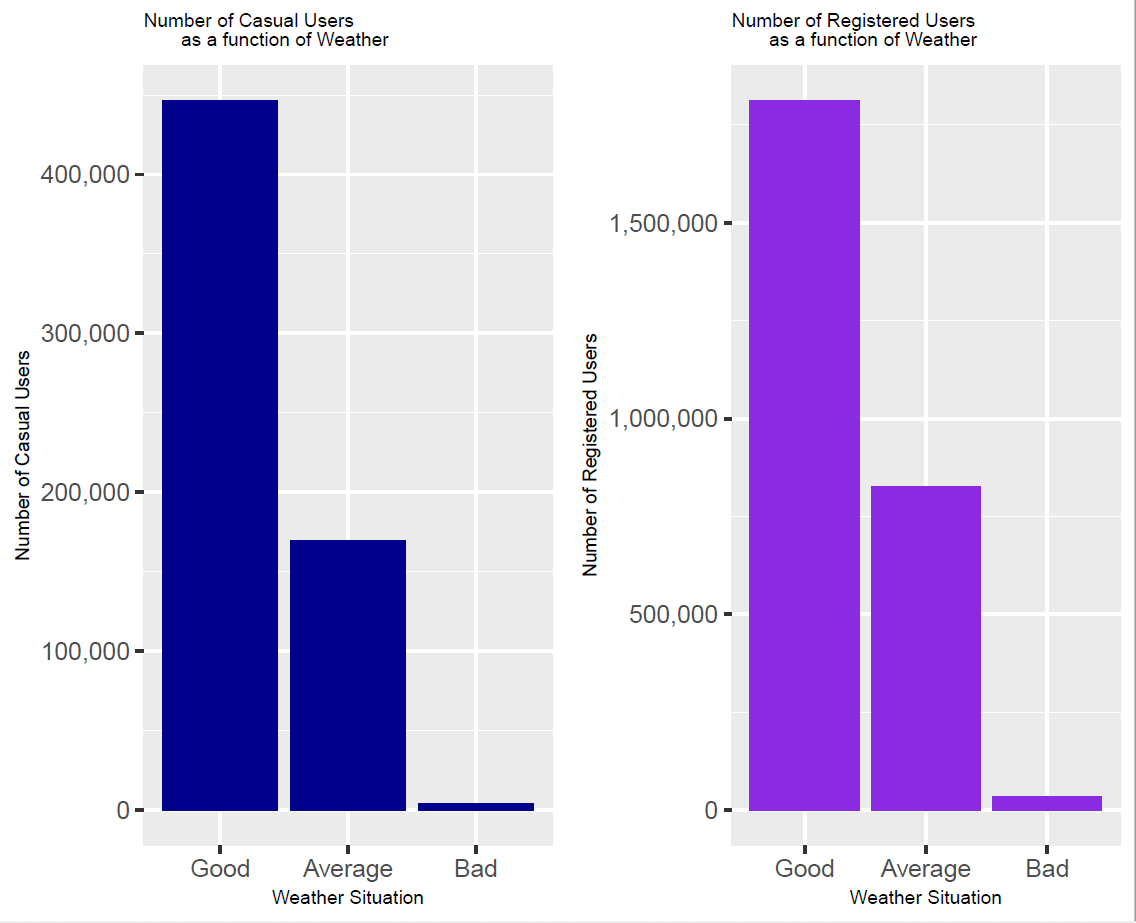 Number of Casual Users
as a function of Weather
Number of Casual Users
400,000
300,000
200,000
100,000
0
Good Average Bad
Weather Situation
Number of Registered Users
as a function of Weather
Number of Registered Users
1,500,000
1,000,000
500,000
0
Good Average Bad
Weather Situation